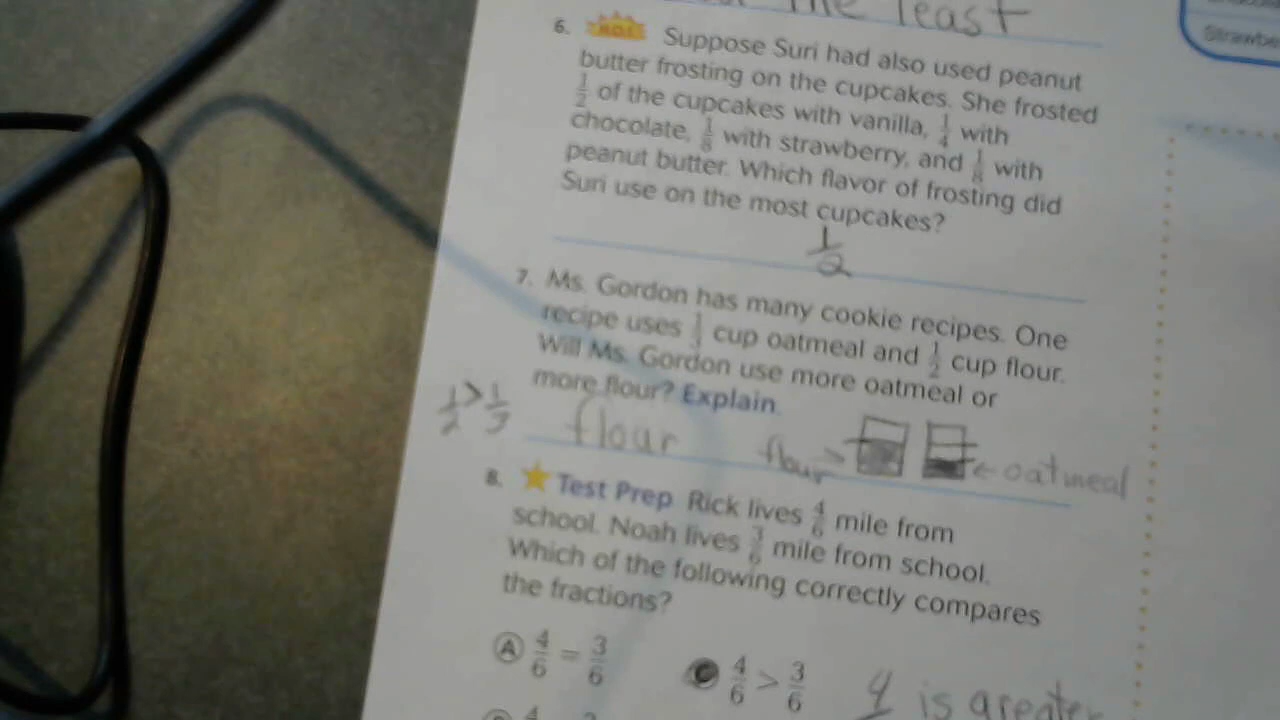 the least
Strawbe
6. H.O.T. Suppose Suri had also used peanut
butter frosting on the cupcakes. She frosted
1/2 of the cupcakes with vanilla, 1/4 with
chocolate, 1/8 with strawberry, and 1/8 with
peanut butter. Which flavor of frosting did
Suri use on the most cupcakes?
1/2
7. Ms. Gordon has many cookie recipes. One
recipe uses 1/3 cup oatmeal and 1/2 cup flour.
Will Ms. Gordon use more oatmeal or
more flour? Explain.
1/2 > 1/3 flour flour oatmeal
8. Test Prep Rick lives 4/6 mile from
school. Noah lives 3/6 mile from school.
Which of the following correctly compares
the fractions?
A 4/6 = 3/6
C 4/6 > 3/6
4 is greater